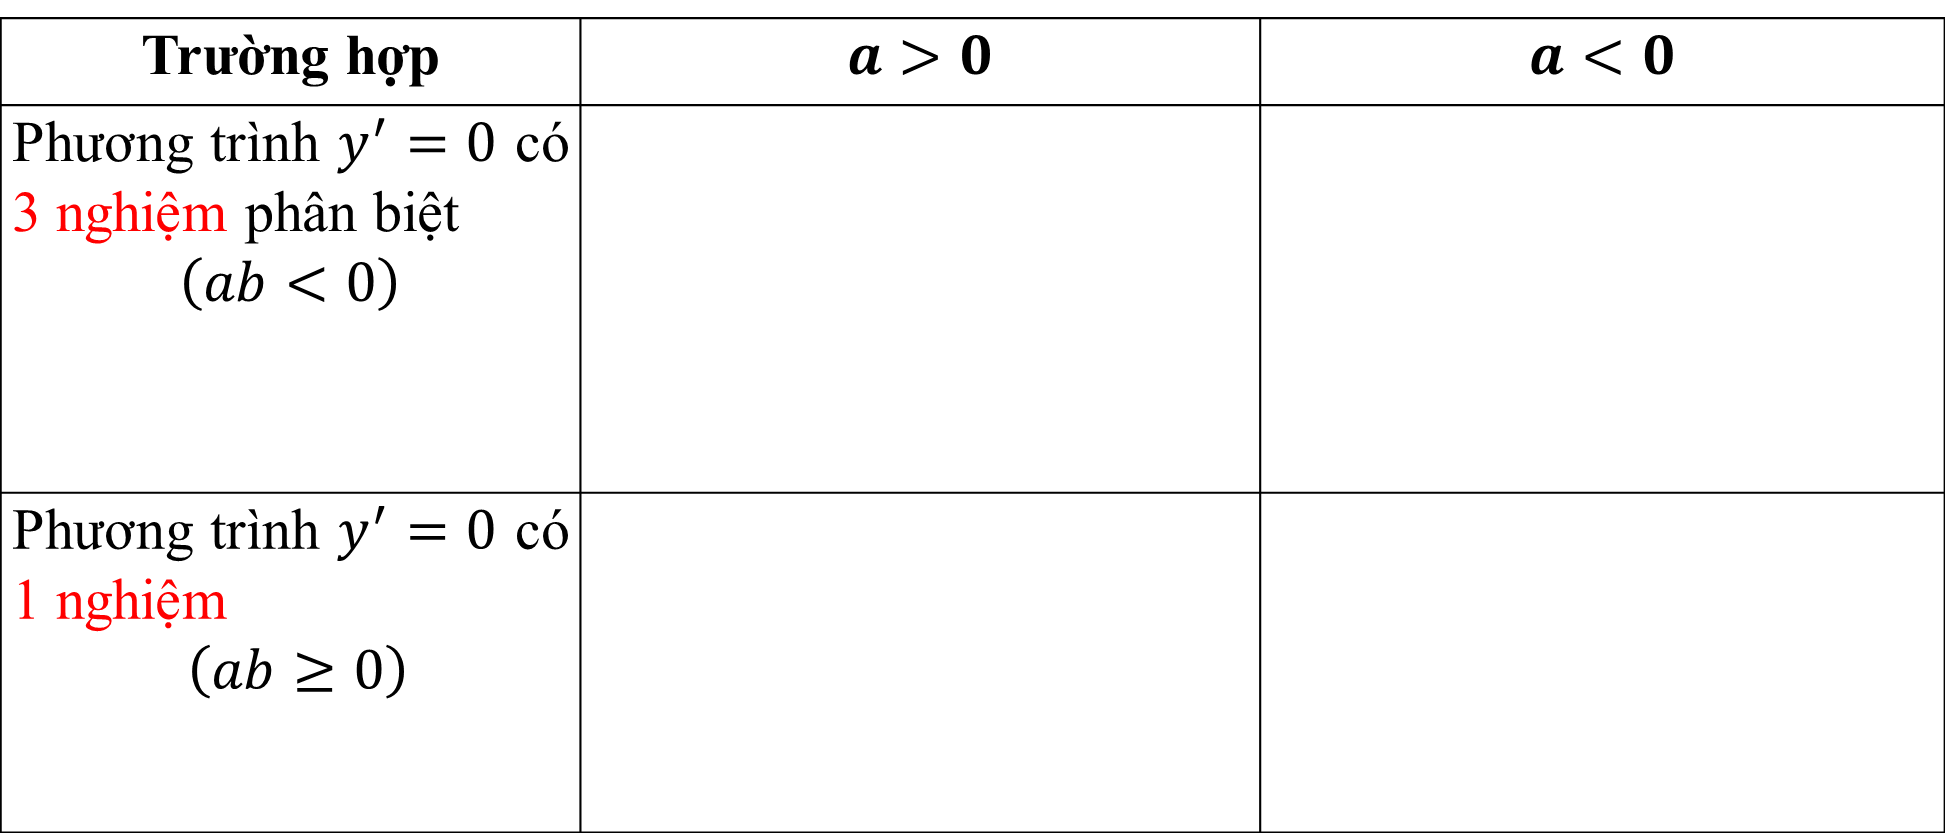 Trường hợp
a > 0
a < 0
Phương trình y′ = 0 có
3 nghiệm phân biệt
(ab < 0)
Phương trình y′ = 0 có
1 nghiệm
(ab ≥ 0)